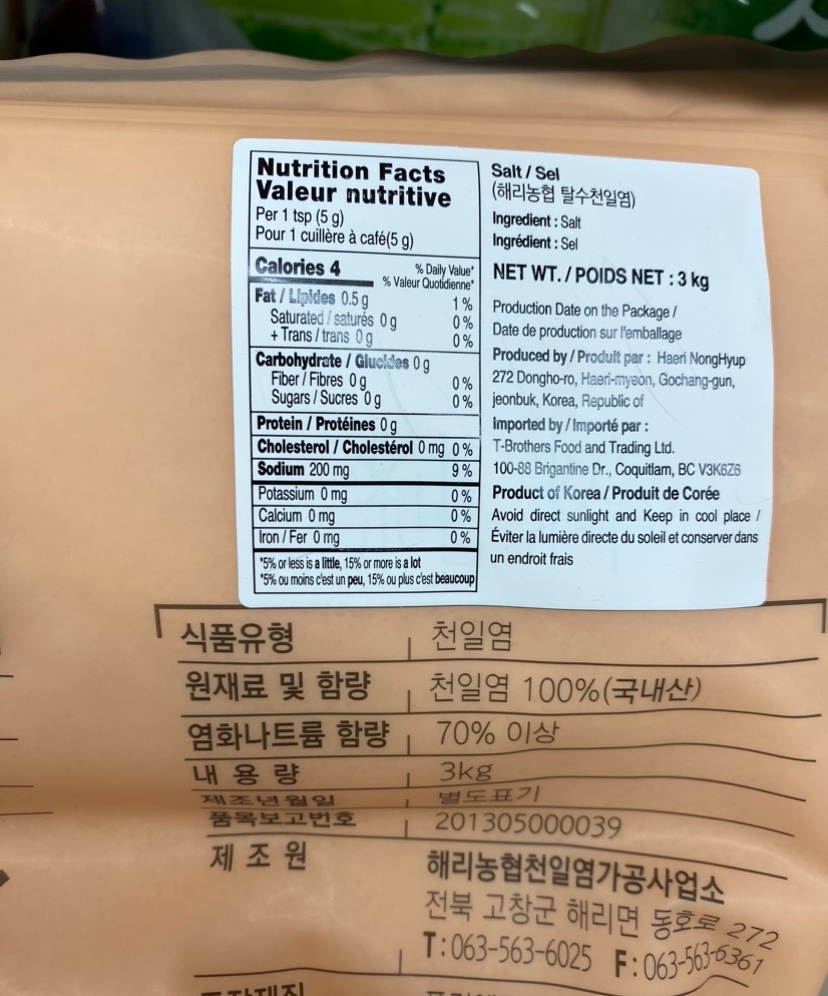 Nutrition Facts
Valeur nutritive
Per 1 tsp (5 g)
Pour 1 cuillère à café(5 g)
Calories 4
% Daily Value*
% Valeur Quotidienne*
Fat / Lipides 0.5 g 1 %
Saturated / saturés 0 g 0 %
+ Trans / trans 0 g 0 %
Carbohydrate / Glucides 0 g
Fiber / Fibres 0 g 0 %
Sugars / Sucres 0 g 0 %
Protein / Protéines 0 g
Cholesterol / Cholestérol 0 mg 0 %
Sodium 200 mg 9 %
Potassium 0 mg 0 %
Calcium 0 mg 0 %
Iron / Fer 0 mg 0 %
*5% or less is a little, 15% or more is a lot
*5% ou moins c'est un peu, 15% ou plus c'est beaucoup
Salt / Sel
(해리농협 탈수천일염)
Ingredient : Salt
Ingrédient : Sel
NET WT. / POIDS NET : 3 kg
Production Date on the Package /
Date de production sur l'emballage
Produced by / Produit par : Haeri NongHyup
272 Dongho-ro, Haeri-myeon, Gochang-gun,
jeonbuk, Korea, Republic of
Imported by / Importé par :
T-Brothers Food and Trading Ltd.
100-88 Brigantine Dr., Coquitlam, BC V3K6Z6
Product of Korea / Produit de Corée
Avoid direct sunlight and Keep in cool place /
Éviter la lumière directe du soleil et conserver dans
un endroit frais
식품유형 천일염
원재료 및 함량 천일염 100%(국내산)
염화나트륨 함량 70% 이상
내 용 량 3kg
제조년월일 별도표기
품목보고번호 201305000039
제 조 원 해리농협천일염가공사업소
전북 고창군 해리면 동호로 272
T : 063-563-6025 F : 063-563-6361